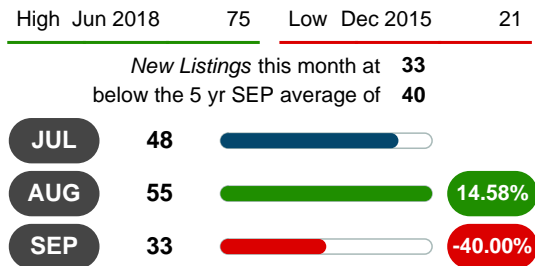 High Jun 2018 75 Low Dec 2015 21
New Listings this month at 33
below the 5 yr SEP average of 40
JUL 48
AUG 55 14.58%
SEP 33 -40.00%